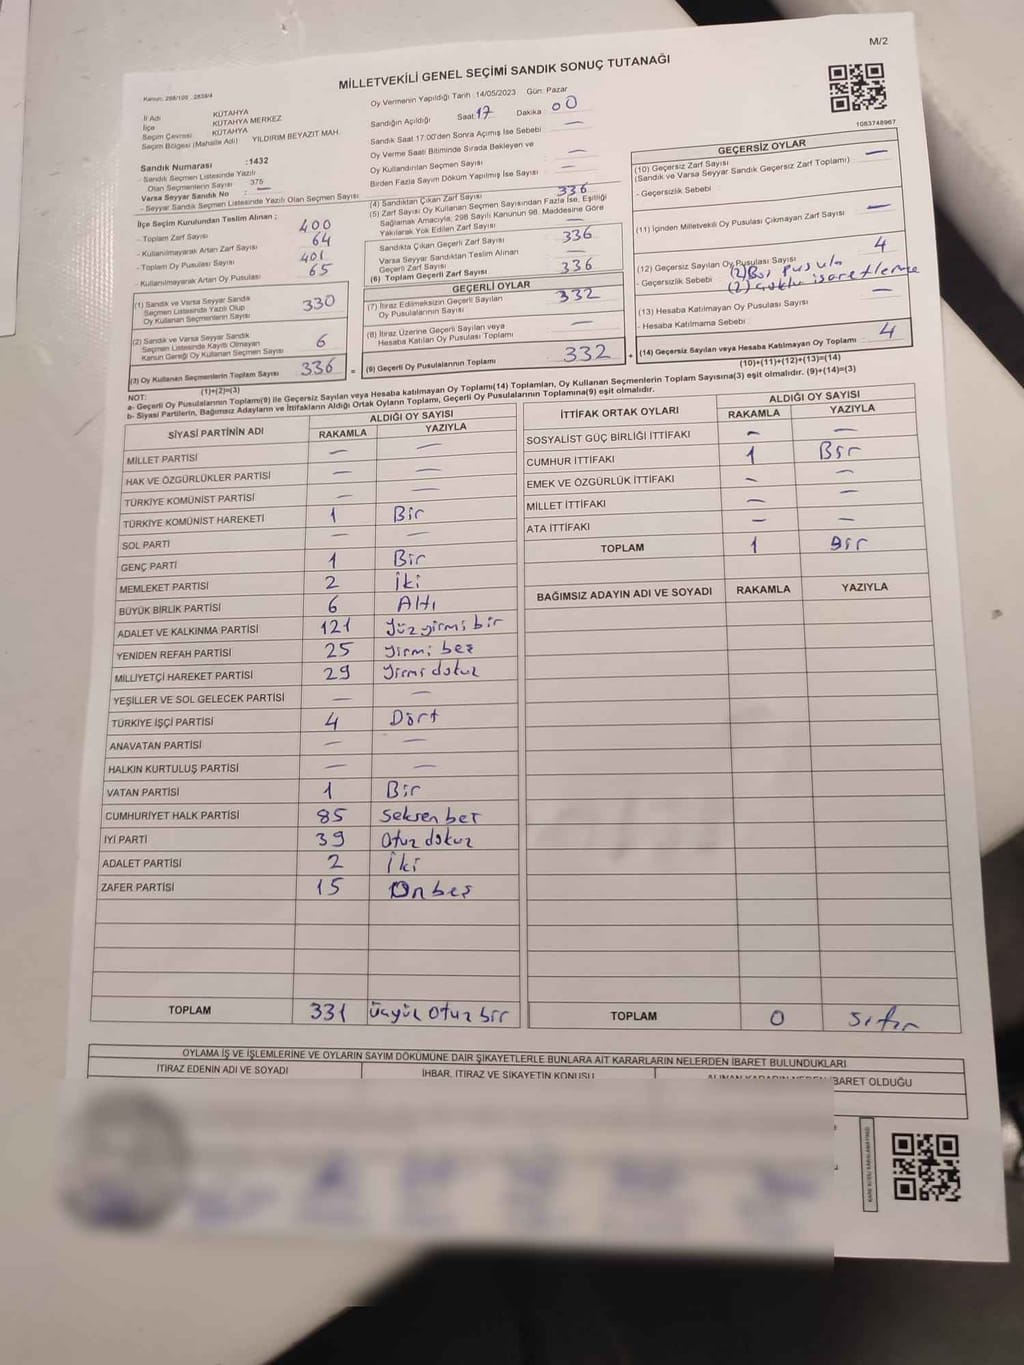 M/2
MİLLETVEKİLİ GENEL SEÇİMİ SANDIK SONUÇ TUTANAĞI
Kanun: 298/105 , 2839/4
Oy Vermenin Yapıldığı Tarih : 14/05/2023 Gün: Pazar
İl Adı KÜTAHYA
İlçe KÜTAHYA MERKEZ
Seçim Çevresi KÜTAHYA
Seçim Bölgesi (Mahalle Adı) YILDIRIM BEYAZIT MAH.
Sandık Numarası :1432
- Sandık Seçmen Listesinde Yazılı
Olan Seçmenlerin Sayısı 375
Varsa Seyyar Sandık No : —
- Seyyar Sandık Seçmen Listesinde Yazılı Olan Seçmen Sayısı
Sandığın Açıldığı Saat 17 Dakika 00
Sandık Saat 17.00'den Sonra Açımış İse Sebebi —
Oy Verme Saati Bitiminde Sırada Bekleyen ve
Oy Kullandırılan Seçmen Sayısı —
Birden Fazla Sayım Döküm Yapılmış İse Sayısı —
1083748967
İlçe Seçim Kurulundan Teslim Alınan ;
- Toplam Zarf Sayısı 400
- Kullanılmayarak Artan Zarf Sayısı 64
- Toplam Oy Pusulası Sayısı 401
- Kullanılmayarak Artan Oy Pusulası 65
(1) Sandık ve Varsa Seyyar Sandık
Seçmen Listesinde Yazılı Olup
Oy Kullanan Seçmenlerin Sayısı 330
(2) Sandık ve Varsa Seyyar Sandık
Seçmen Listesinde Kayıtlı Olmayan
Kanun Gereği Oy Kullanan Seçmen Sayısı 6
(3) Oy Kullanan Seçmenlerin Toplam Sayısı 336
(1)+(2)=(3)
(4) Sandıktan Çıkan Zarf Sayısı 336
(5) Zarf Sayısı Oy Kullanan Seçmen Sayısından Fazla İse, Eşitliği
Sağlamak Amacıyla, 298 Sayılı Kanunun 98. Maddesine Göre
Yakılarak Yok Edilen Zarf Sayısı —
Sandıkta Çıkan Geçerli Zarf Sayısı 336
Varsa Seyyar Sandıktan Teslim Alınan
Geçerli Zarf Sayısı —
(6) Toplam Geçerli Zarf Sayısı 336
GEÇERLİ OYLAR
(7) İtiraz Edilmeksizin Geçerli Sayılan
Oy Pusulalarının Sayısı 332
(8) İtiraz Üzerine Geçerli Sayılan veya
Hesaba Katılan Oy Pusulası Toplamı —
= (9) Geçerli Oy Pusulalarının Toplamı 332 +
GEÇERSİZ OYLAR
(10) Geçersiz Zarf Sayısı —
(Sandık ve Varsa Seyyar Sandık Geçersiz Zarf Toplamı)
- Geçersizlik Sebebi
(11) İçinden Milletvekili Oy Pusulası Çıkmayan Zarf Sayısı —
(12) Geçersiz Sayılan Oy Pusulası Sayısı 4
- Geçersizlik Sebebi (2) Boş pusula
(2) Çoklu işaretleme
(13) Hesaba Katılmayan Oy Pusulası Sayısı —
- Hesaba Katılmama Sebebi
(14) Geçersiz Sayılan veya Hesaba Katılmayan Oy Toplamı 4
(10)+(11)+(12)+(13)=(14)
NOT:
a- Geçerli Oy Pusulalarının Toplamı(9) ile Geçersiz Sayılan veya Hesaba katılmayan Oy Toplamı(14) Toplamları, Oy Kullanan Seçmenlerin Toplam Sayısına(3) eşit olmalıdır. (9)+(14)=(3)
b- Siyasi Partilerin, Bağımsız Adayların ve İttifakların Aldığı Ortak Oyların Toplamı, Geçerli Oy Pusulalarının Toplamına(9) eşit olmalıdır.
SİYASİ PARTİNİN ADI ALDIĞI OY SAYISI
RAKAMLA YAZIYLA
MİLLET PARTİSİ — —
HAK VE ÖZGÜRLÜKLER PARTİSİ — —
TÜRKİYE KOMÜNİST PARTİSİ — —
TÜRKİYE KOMÜNİST HAREKETİ 1 Bir
SOL PARTİ — —
GENÇ PARTİ 1 Bir
MEMLEKET PARTİSİ 2 İki
BÜYÜK BİRLİK PARTİSİ 6 Altı
ADALET VE KALKINMA PARTİSİ 121 Yüzyirmi bir
YENİDEN REFAH PARTİSİ 25 Yirmi beş
MİLLİYETÇİ HAREKET PARTİSİ 29 Yirmi dokuz
YEŞİLLER VE SOL GELECEK PARTİSİ — —
TÜRKİYE İŞÇİ PARTİSİ 4 Dört
ANAVATAN PARTİSİ — —
HALKIN KURTULUŞ PARTİSİ — —
VATAN PARTİSİ 1 Bir
CUMHURİYET HALK PARTİSİ 85 Seksen beş
İYİ PARTİ 39 Otuz dokuz
ADALET PARTİSİ 2 İki
ZAFER PARTİSİ 15 Onbeş
TOPLAM 331 üçyüz otuz bir
İTTİFAK ORTAK OYLARI ALDIĞI OY SAYISI
RAKAMLA YAZIYLA
SOSYALİST GÜÇ BİRLİĞİ İTTİFAKI — —
CUMHUR İTTİFAKI 1 Bir
EMEK VE ÖZGÜRLÜK İTTİFAKI — —
MİLLET İTTİFAKI — —
ATA İTTİFAKI — —
TOPLAM 1 Bir
BAĞIMSIZ ADAYIN ADI VE SOYADI RAKAMLA YAZIYLA
TOPLAM 0 Sıfır
OYLAMA İŞ VE İŞLEMLERİNE VE OYLARIN SAYIM DÖKÜMÜNE DAİR ŞİKAYETLERLE BUNLARA AİT KARARLARIN NELERDEN İBARET BULUNDUKLARI
İTİRAZ EDENİN ADI VE SOYADI İHBAR, İTİRAZ VE ŞİKAYETİN KONUSU ALINAN KARARIN NEDEN İBARET OLDUĞU